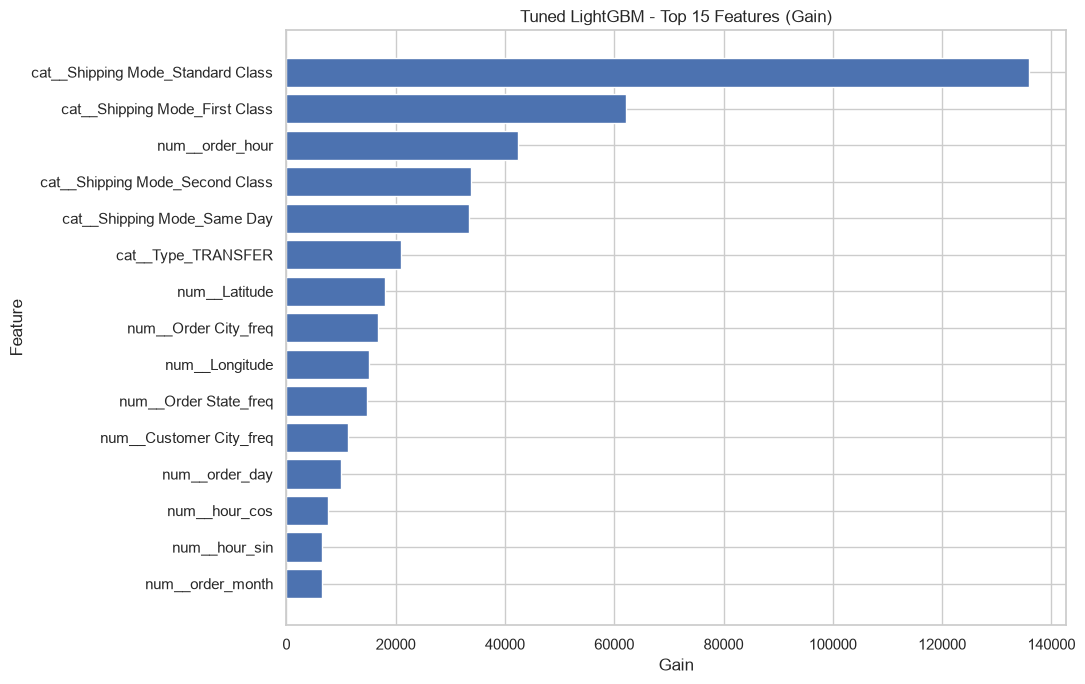 Tuned LightGBM - Top 15 Features (Gain)
cat__Shipping Mode_Standard Class
cat__Shipping Mode_First Class
num__order_hour
cat__Shipping Mode_Second Class
cat__Shipping Mode_Same Day
cat__Type_TRANSFER
num__Latitude
num__Order City_freq
num__Longitude
num__Order State_freq
num__Customer City_freq
num__order_day
num__hour_cos
num__hour_sin
num__order_month
Feature
0 20000 40000 60000 80000 100000 120000 140000
Gain